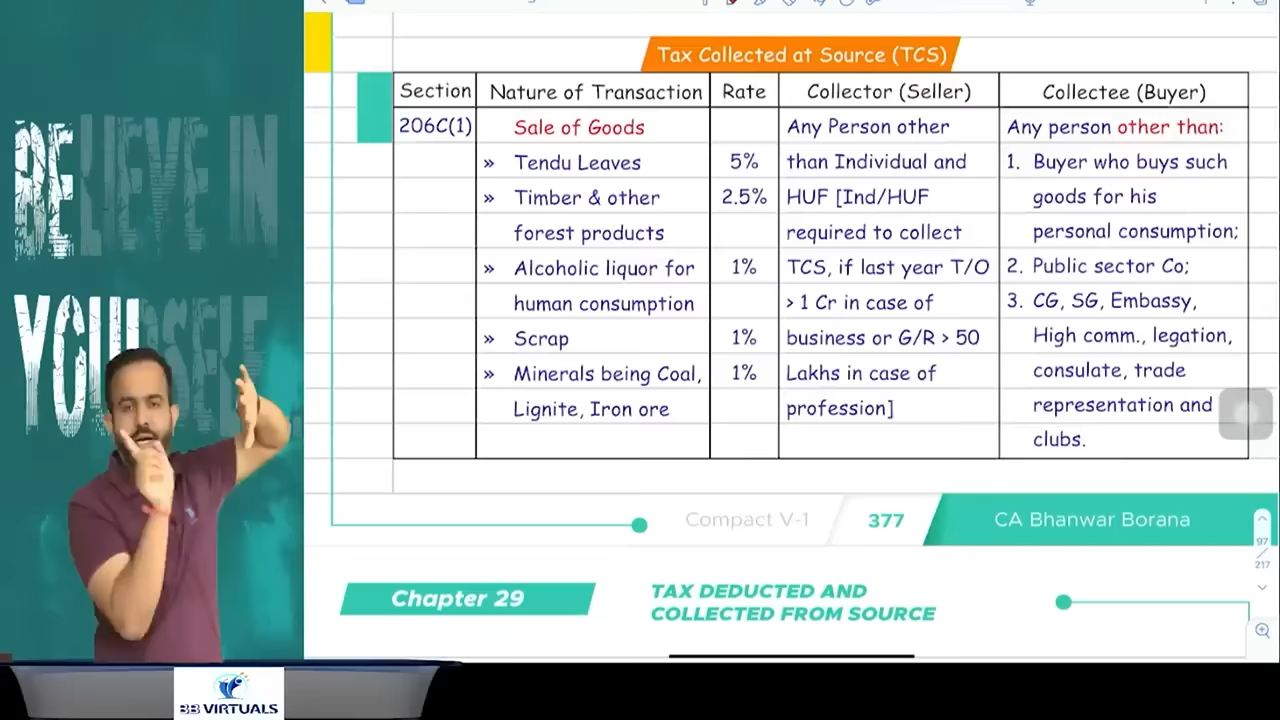 BELIEVE IN
YOURSELF.
Tax Collected at Source (TCS)
Section Nature of Transaction Rate Collector (Seller) Collectee (Buyer)
206C(1) Sale of Goods Any Person other Any person other than:
» Tendu Leaves 5% than Individual and 1. Buyer who buys such
» Timber & other 2.5% HUF [Ind/HUF goods for his
forest products required to collect personal consumption;
» Alcoholic liquor for 1% TCS, if last year T/O 2. Public sector Co;
human consumption > 1 Cr in case of 3. CG, SG, Embassy,
» Scrap 1% business or G/R > 50 High comm., legation,
» Minerals being Coal, 1% Lakhs in case of consulate, trade
Lignite, Iron ore profession] representation and
clubs.
Compact V-1 377 CA Bhanwar Borana
97
/
217
Chapter 29 TAX DEDUCTED AND
COLLECTED FROM SOURCE
BB VIRTUALS